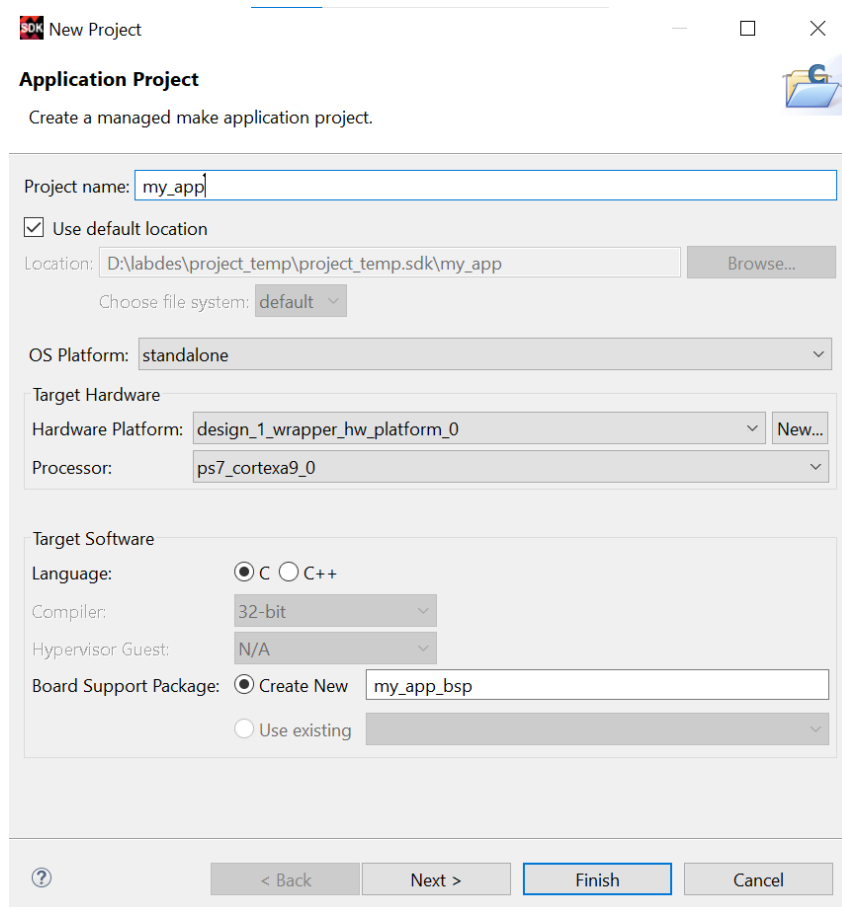 SDK New Project
Application Project
C
Create a managed make application project.
Project name: my_app
Use default location
Location: D:\labdes\project_temp\project_temp.sdk\my_app Browse...
Choose file system: default
OS Platform: standalone
Target Hardware
Hardware Platform: design_1_wrapper_hw_platform_0 New...
Processor: ps7_cortexa9_0
Target Software
Language: C C++
Compiler: 32-bit
Hypervisor Guest: N/A
Board Support Package: Create New my_app_bsp
Use existing
? < Back Next > Finish Cancel